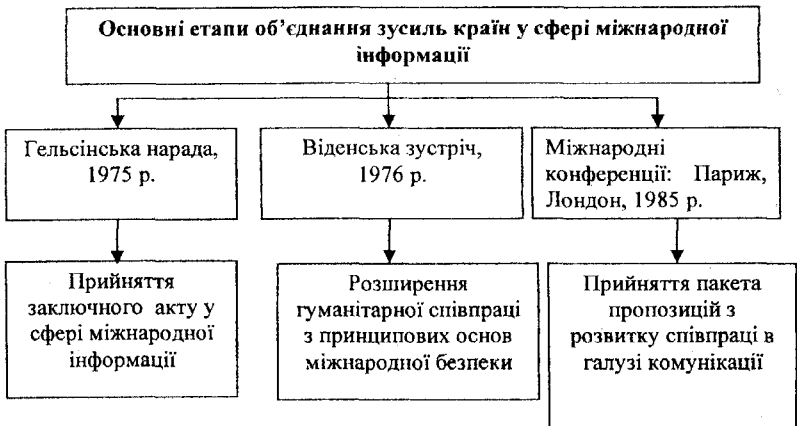 Основні етапи об’єднання зусиль країн у сфері міжнародної
інформації
Гельсінська нарада,
1975 р.
Віденська зустріч,
1976 р.
Міжнародні
конференції: Париж,
Лондон, 1985 р.
Прийняття
заключного акту у
сфері міжнародної
інформації
Розширення
гуманітарної співпраці
з принципових основ
міжнародної безпеки
Прийняття пакета
пропозицій з
розвитку співпраці в
галузі комунікації